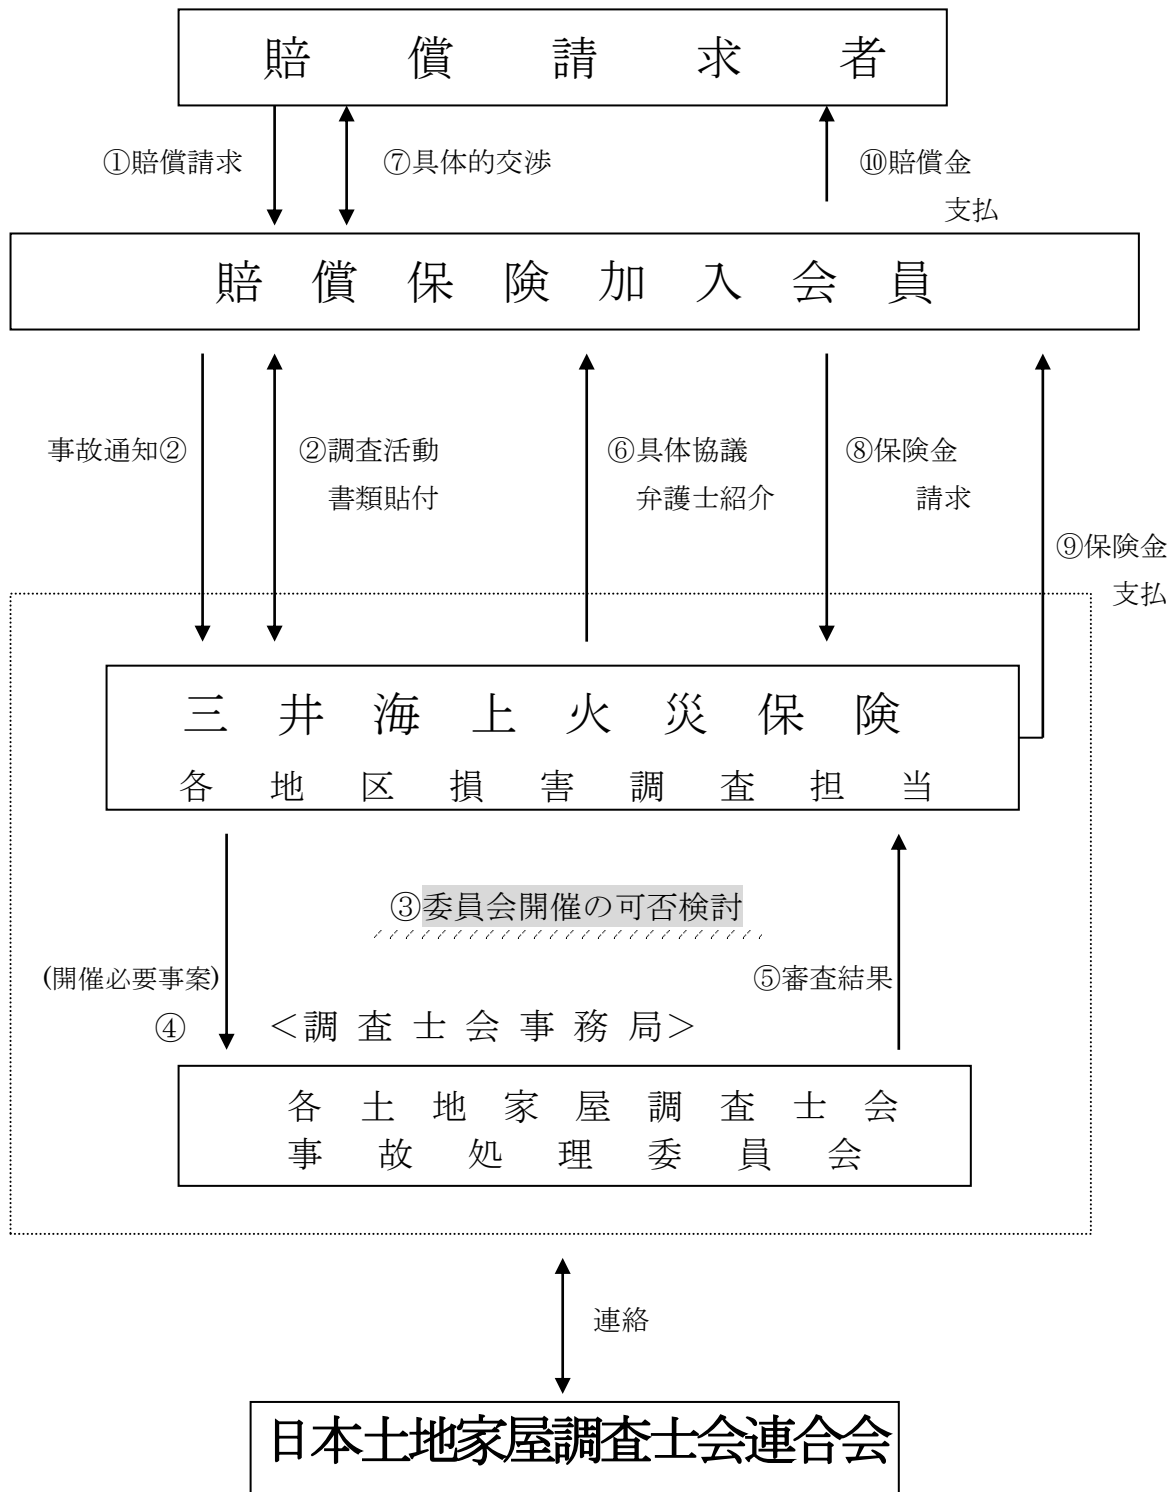 賠償請求者
①賠償請求
⑦具体的交渉
⑩賠償金
支払
賠償保険加入会員
事故通知②
②調査活動
書類貼付
⑥具体協議
弁護士紹介
⑧保険金
請求
⑨保険金
支払
三井海上火災保険
各地区損害調査担当
③委員会開催の可否検討
(開催必要事案)
④
⑤審査結果
＜調査士会事務局＞
各土地家屋調査士会
事故処理委員会
連絡
日本土地家屋調査士会連合会